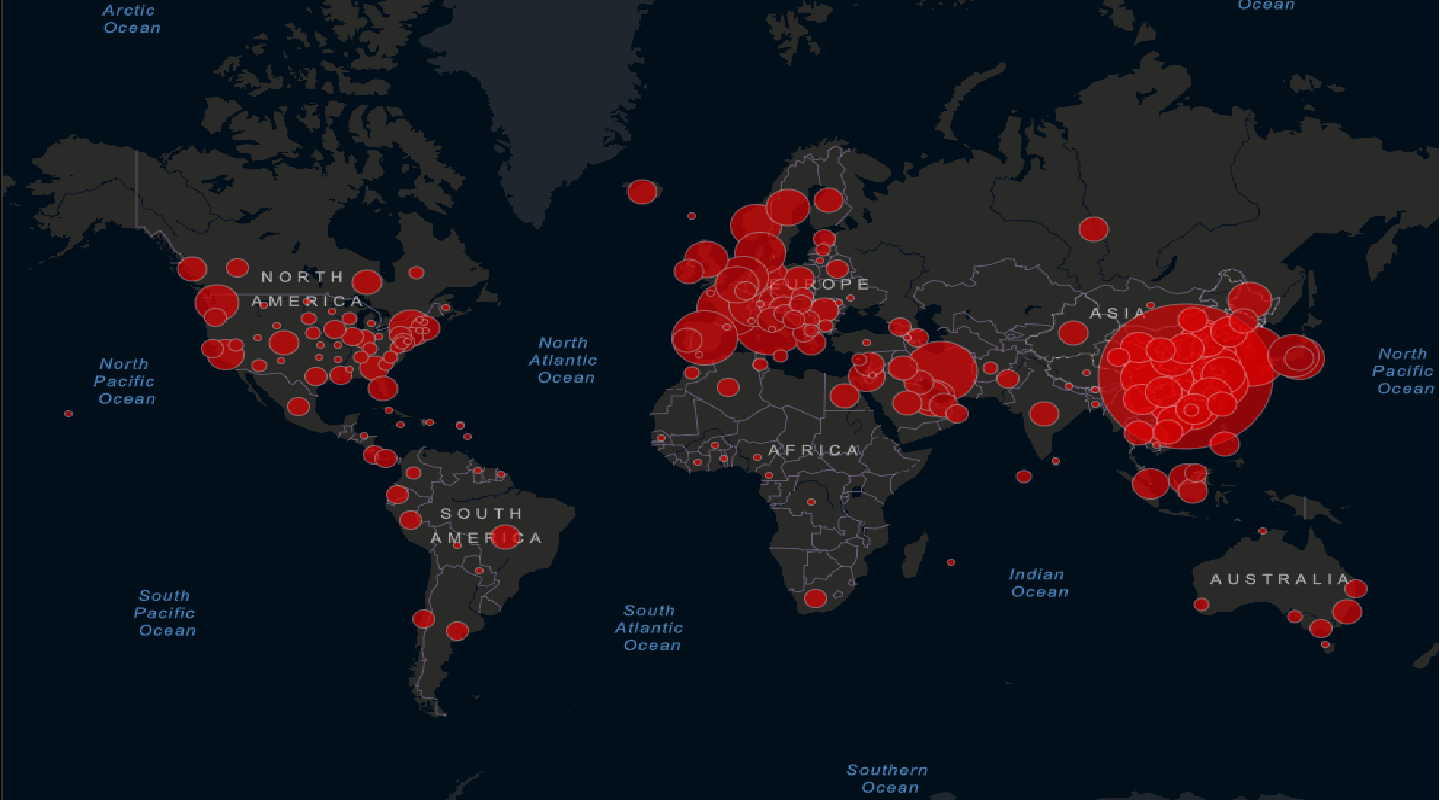 Arctic
Ocean
Ocean
NORTH
AMERICA
EUROPE
ASIA
North
Pacific
Ocean
North
Atlantic
Ocean
North
Pacific
Ocean
AFRICA
SOUTH
AMERICA
Indian
Ocean
AUSTRALIA
South
Pacific
Ocean
South
Atlantic
Ocean
Southern
Ocean